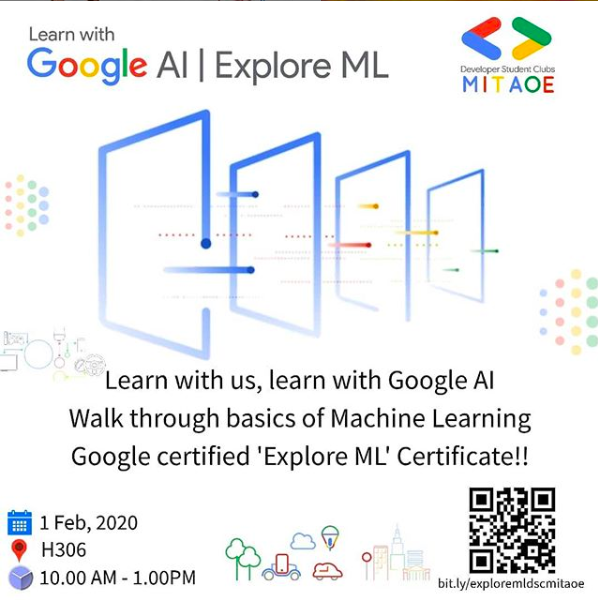 Learn with
Google AI | Explore ML
Developer Student Clubs
MITAOE
Learn with us, learn with Google AI
Walk through basics of Machine Learning
Google certified 'Explore ML' Certificate!!
1 Feb, 2020
H306
10.00 AM - 1.00PM
bit.ly/exploremldscmitaoe